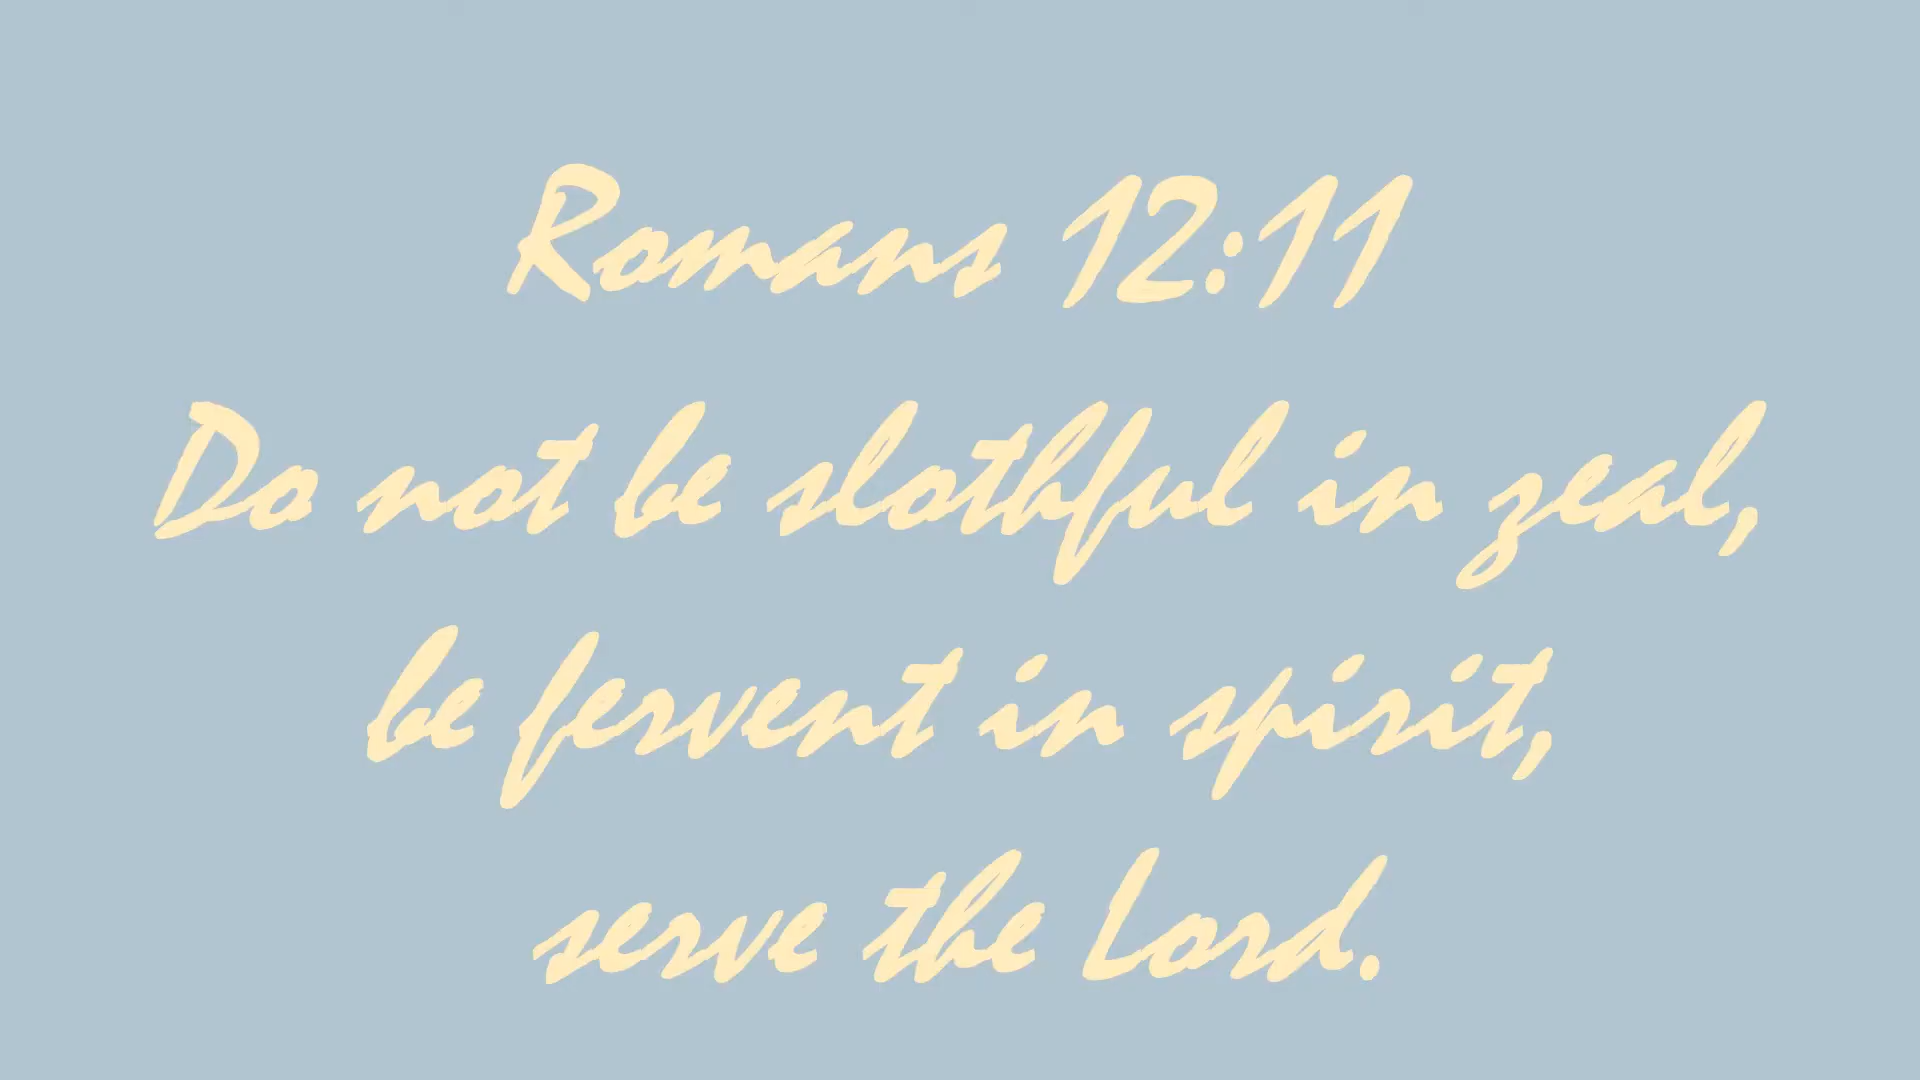 Romans 12:11
Do not be slothful in zeal,
be fervent in spirit,
serve the Lord.